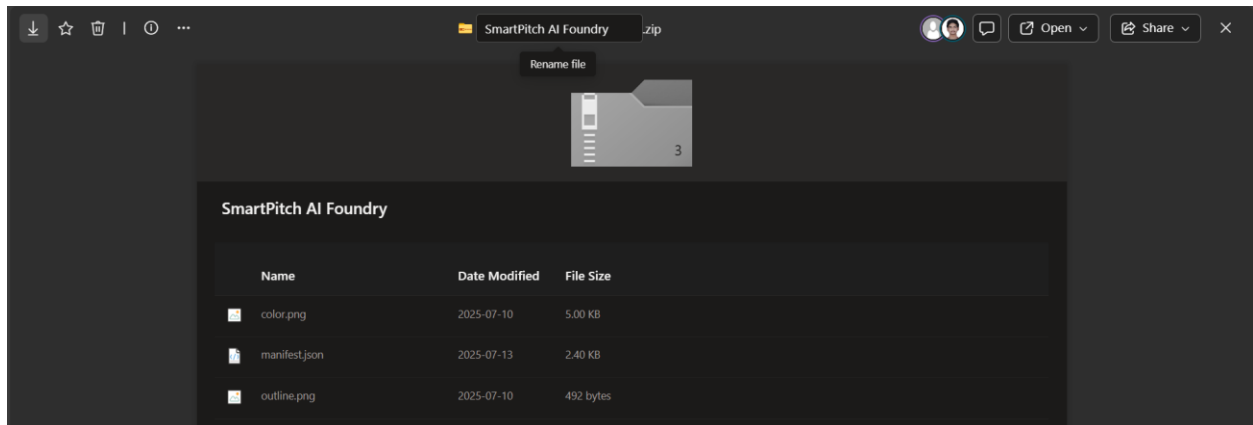 SmartPitch AI Foundry .zip
Open
Share
Rename file
3
SmartPitch AI Foundry
Name Date Modified File Size
color.png 2025-07-10 5.00 KB
manifest.json 2025-07-13 2.40 KB
outline.png 2025-07-10 492 bytes